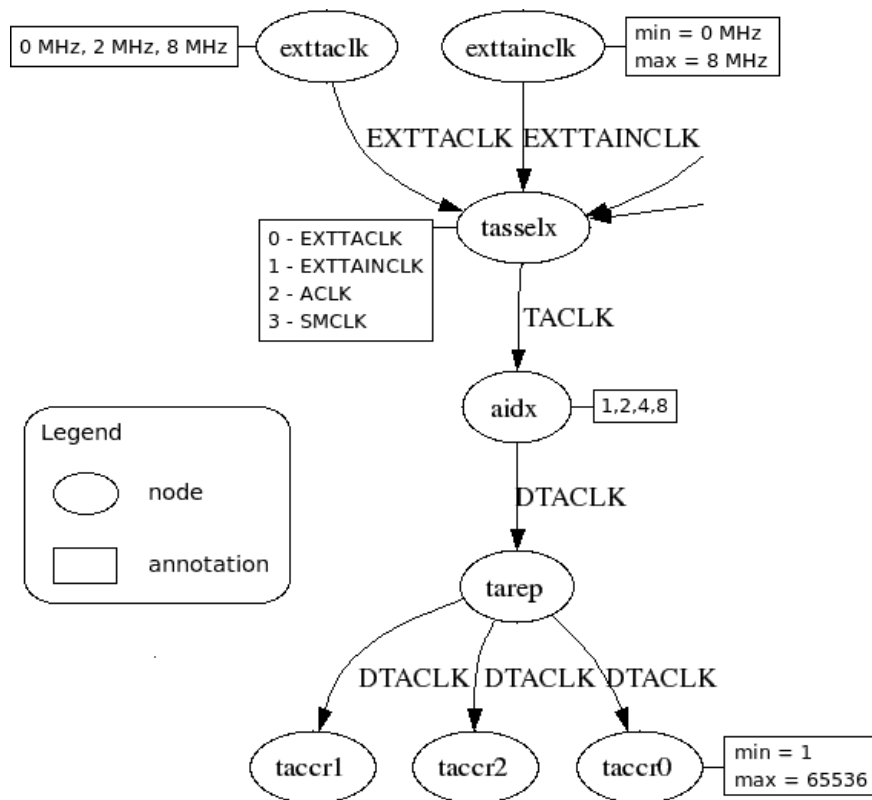 0 MHz, 2 MHz, 8 MHz
exttaclk
exttainclk
min = 0 MHz
max = 8 MHz
EXTTACLK
EXTTAINCLK
tasselx
0 - EXTTACLK
1 - EXTTAINCLK
2 - ACLK
3 - SMCLK
TACLK
aidx
1,2,4,8
Legend
node
annotation
DTACLK
tarep
DTACLK
DTACLK
DTACLK
taccr1
taccr2
taccr0
min = 1
max = 65536